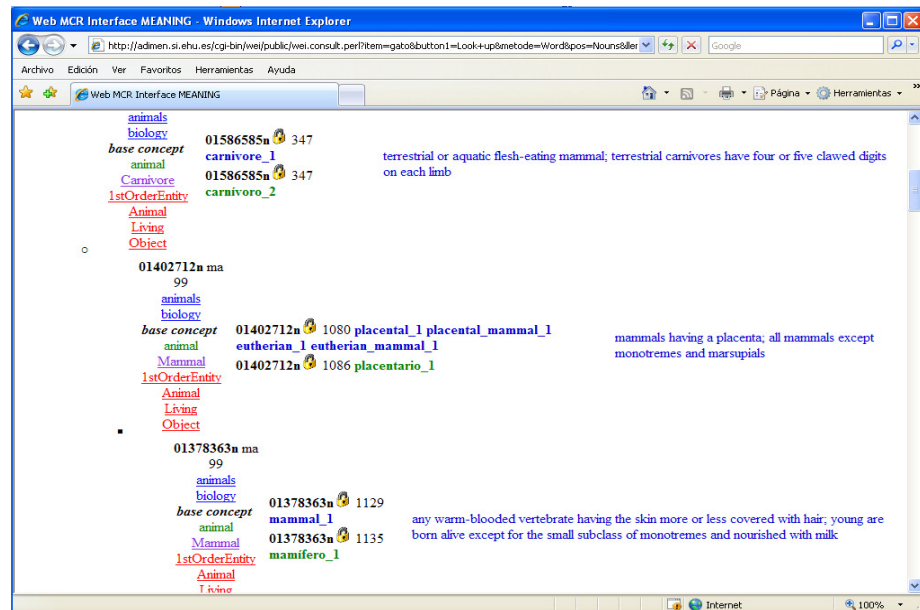 Web MCR Interface MEANING - Windows Internet Explorer
http://adimen.si.ehu.es/cgi-bin/wei/public/wei.consult.perl?item=gato&button1=Look+up&metode=Word&pos=Nouns&ller
Google
Archivo Edición Ver Favoritos Herramientas Ayuda
Web MCR Interface MEANING
Página Herramientas »
animals
biology
base concept
animal
Carnivore
1stOrderEntity
Animal
Living
Object
01586585n 347
carnivore_1
01586585n 347
carnívoro_2
terrestrial or aquatic flesh-eating mammal; terrestrial carnivores have four or five clawed digits
on each limb
01402712n ma
99
animals
biology
base concept
animal
Mammal
1stOrderEntity
Animal
Living
Object
01402712n 1080 placental_1 placental_mammal_1
eutherian_1 eutherian_mammal_1
01402712n 1086 placentario_1
mammals having a placenta; all mammals except
monotremes and marsupials
01378363n ma
99
animals
biology
base concept
animal
Mammal
1stOrderEntity
Animal
Living
01378363n 1129
mammal_1
01378363n 1135
mamífero_1
any warm-blooded vertebrate having the skin more or less covered with hair; young are
born alive except for the small subclass of monotremes and nourished with milk
Internet
100%